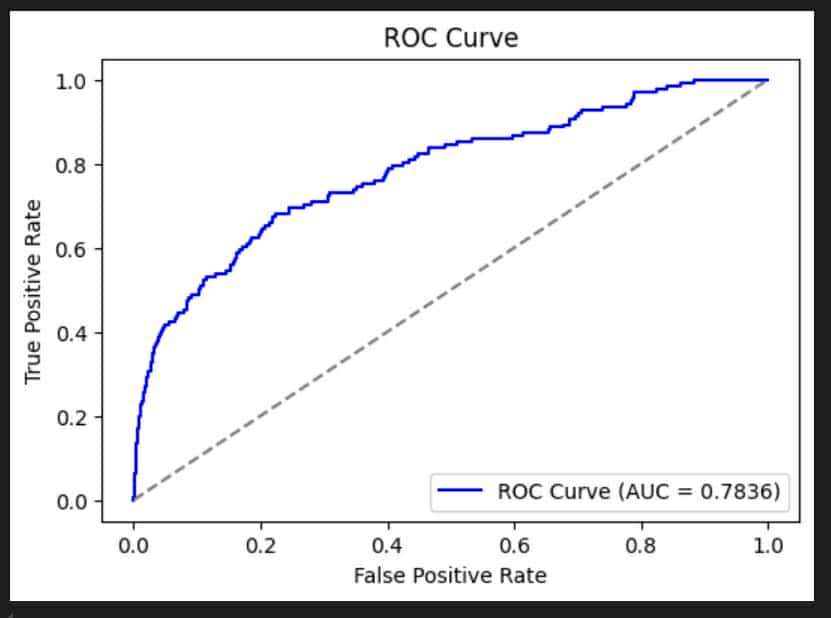 ROC Curve
1.0
0.8
0.6
0.4
0.2
0.0
True Positive Rate
ROC Curve (AUC = 0.7836)
0.0 0.2 0.4 0.6 0.8 1.0
False Positive Rate